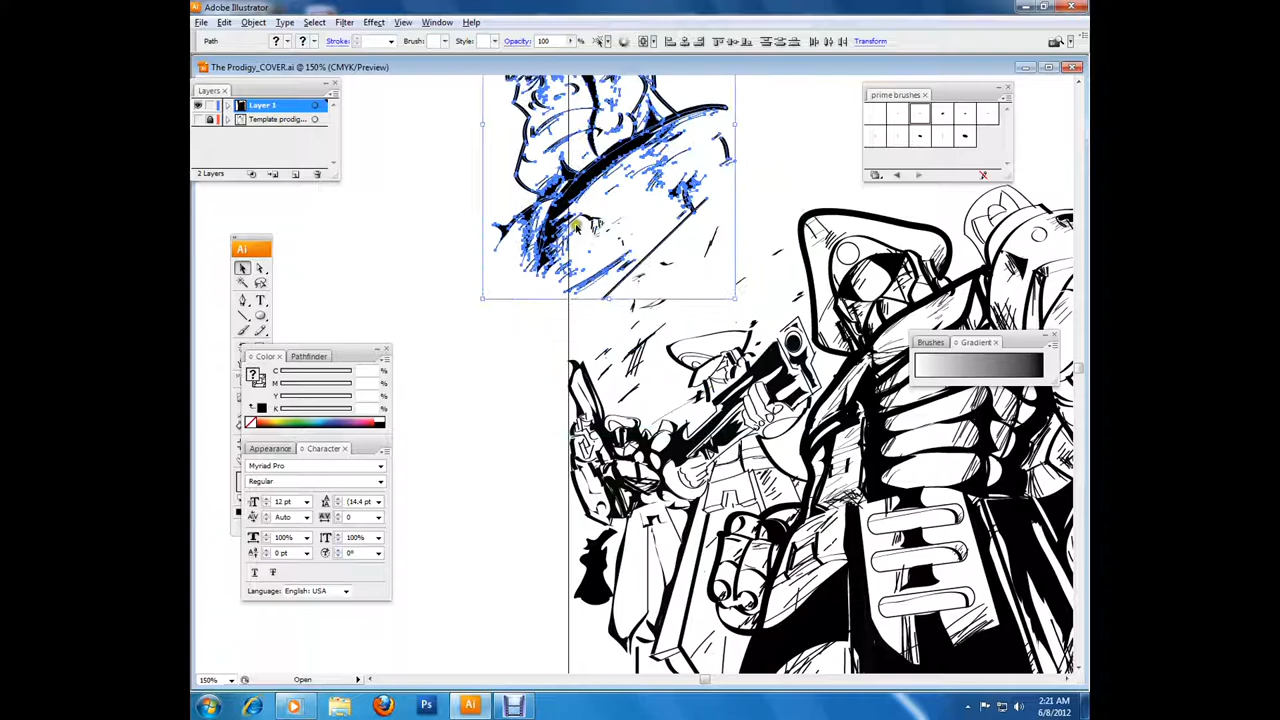 Adobe Illustrator
File Edit Object Type Select Filter Effect View Window Help
Path ? ? Stroke: Brush: Style: Opacity: 100 % Transform
The Prodigy_COVER.ai @ 150% (CMYK/Preview)
Layers x
Layer 1
Template prodig...
2 Layers
prime brushes x
Ai
Color x Pathfinder
?
C %
M %
Y %
K %
Brushes Gradient x
Appearance Character x
Myriad Pro
Regular
12 pt (14.4 pt
Auto 0
100% 100%
0 pt 0°
T T
Language: English: USA
150% Open
Ps Ai
2:21 AM
6/8/2012